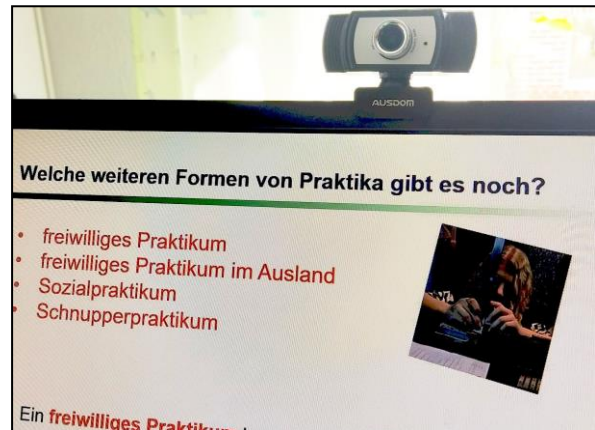 AUSDOM
Welche weiteren Formen von Praktika gibt es noch?
• freiwilliges Praktikum
• freiwilliges Praktikum im Ausland
• Sozialpraktikum
• Schnupperpraktikum
Ein freiwilliges Praktikum